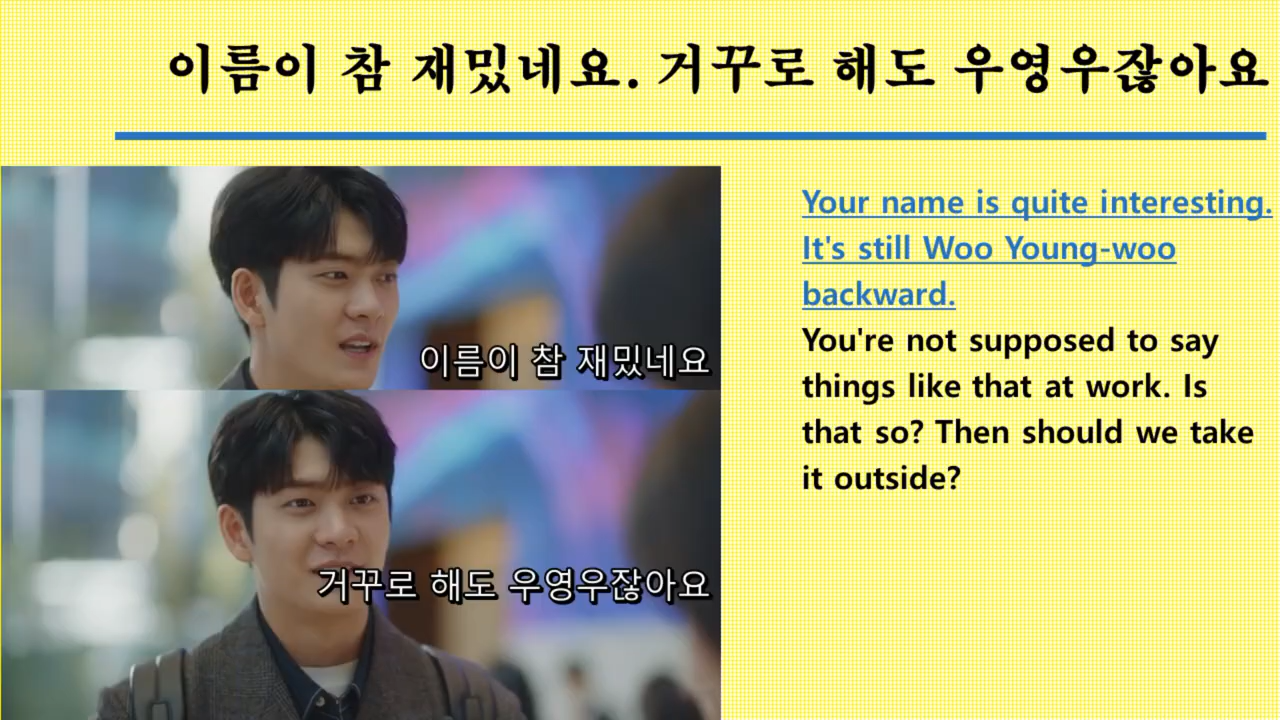 이름이 참 재밌네요. 거꾸로 해도 우영우잖아요
이름이 참 재밌네요
거꾸로 해도 우영우잖아요
Your name is quite interesting.
It's still Woo Young-woo
backward.
You're not supposed to say
things like that at work. Is
that so? Then should we take
it outside?